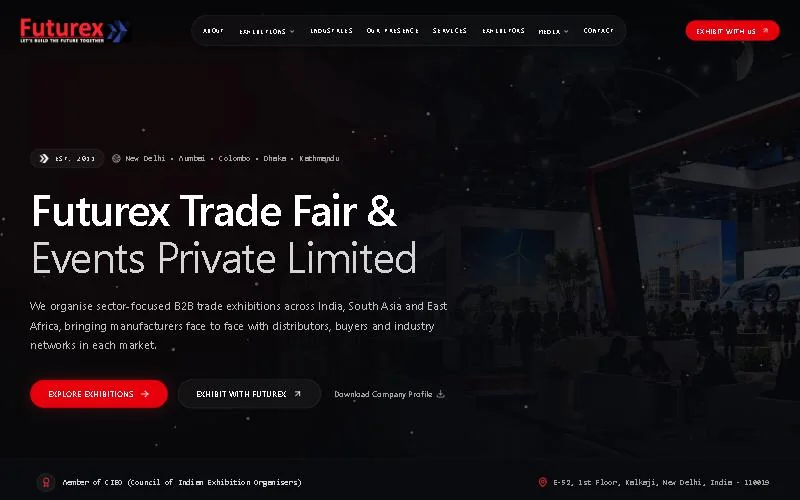 Futurex
LET'S BUILD THE FUTURE TOGETHER
ABOUT
EXHIBITIONS
INDUSTRIES
OUR PRESENCE
SERVICES
EXHIBITORS
MEDIA
CONTACT
EXHIBIT WITH US
EST. 2011
New Delhi • Mumbai • Colombo • Dhaka • Kathmandu
Futurex Trade Fair &
Events Private Limited
We organise sector-focused B2B trade exhibitions across India, South Asia and East
Africa, bringing manufacturers face to face with distributors, buyers and industry
networks in each market.
EXPLORE EXHIBITIONS
EXHIBIT WITH FUTUREX
Download Company Profile
Member of CIEO (Council of Indian Exhibition Organisers)
E-52, 1st Floor, Kalkaji, New Delhi, India - 110019